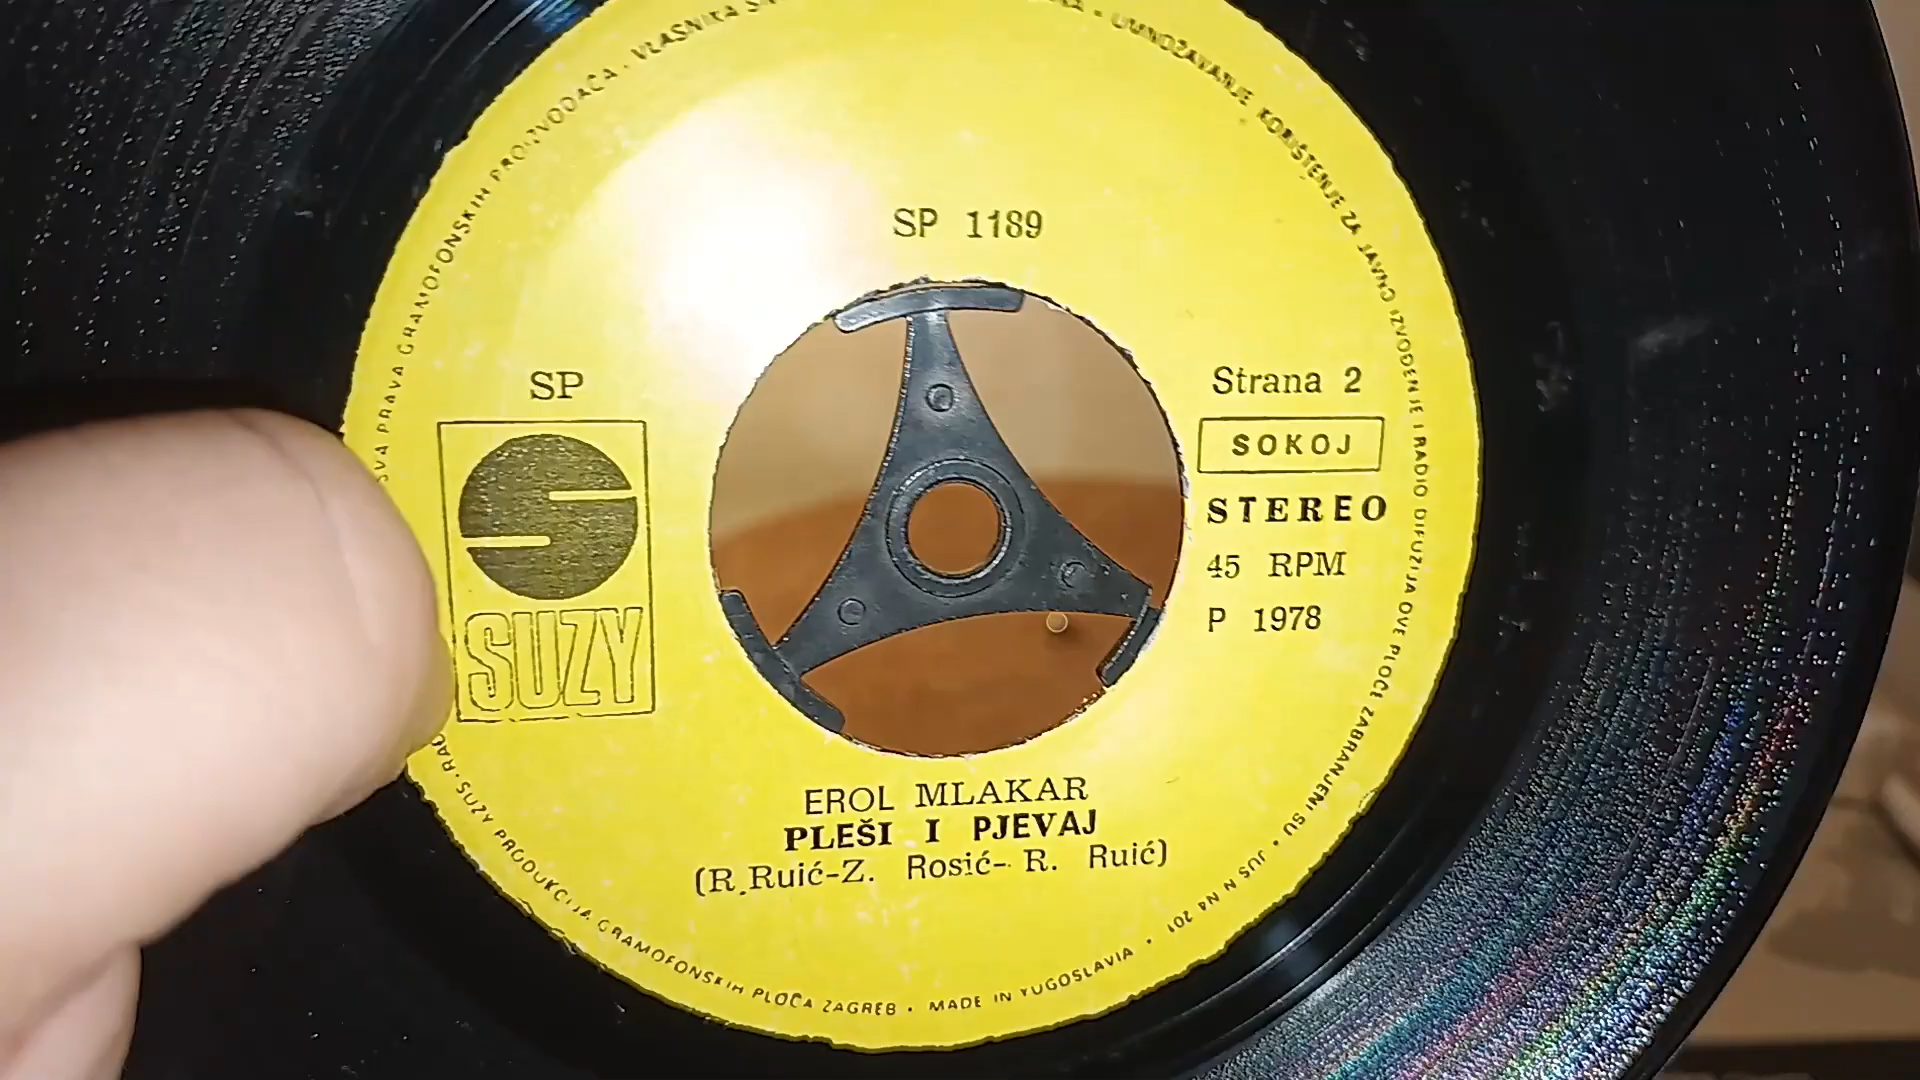 SP 1189
SP
SUZY
Strana 2
SOKOJ
STEREO
45 RPM
P 1978
EROL MLAKAR
PLEŠI I PJEVAJ
(R.Ruić-Z. Rosić- R. Ruić)
SVA PRAVA GRAMOFONSKIH PROIZVOĐAČA . VLASNIKA
UMNOŽAVANJE, KORIŠTENJE ZA JAVNO IZVOĐENJE I RADIO DIFUZIJA OVE PLOČE ZABRANJENI SU • JUS N N4 201 •
SUZY PRODUKCIJA GRAMOFONSKIH PLOČA ZAGREB • MADE IN YUGOSLAVIA